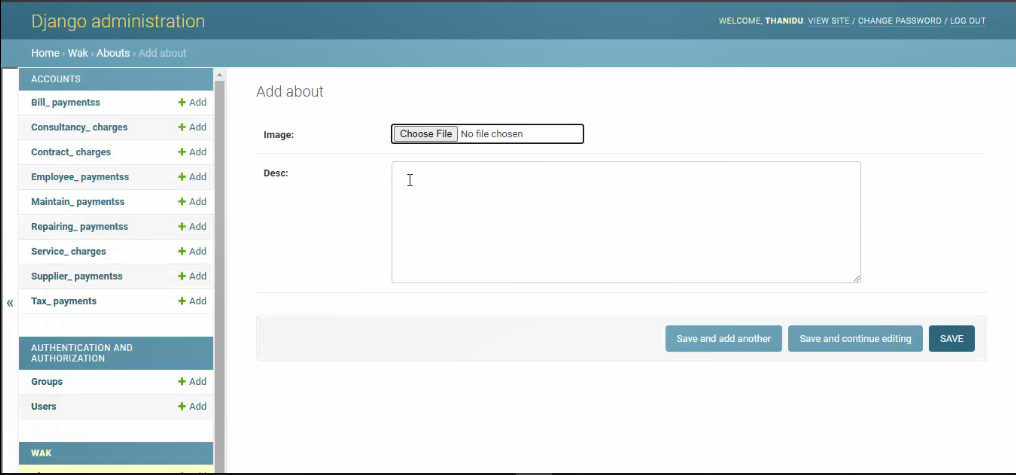 Django administration
WELCOME, THANIDU. VIEW SITE / CHANGE PASSWORD / LOG OUT
Home › Wak › Abouts › Add about
ACCOUNTS
Bill_ paymentss + Add
Consultancy_ charges + Add
Contract_ charges + Add
Employee_ paymentss + Add
Maintain_ paymentss + Add
Repairing_ paymentss + Add
Service_ charges + Add
Supplier_ paymentss + Add
Tax_ payments + Add
«
AUTHENTICATION AND
AUTHORIZATION
Groups + Add
Users + Add
WAK
Add about
Image: Choose File No file chosen
Desc:
Save and add another Save and continue editing SAVE